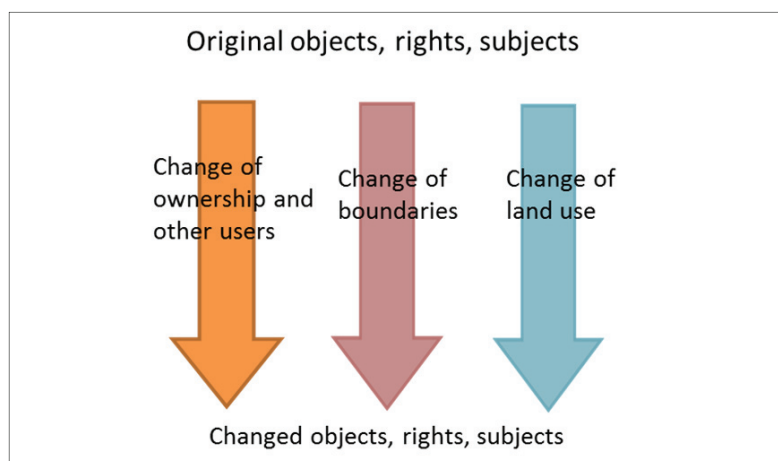 Original objects, rights, subjects
Change of
ownership and
other users
Change of
boundaries
Change of
land use
Changed objects, rights, subjects